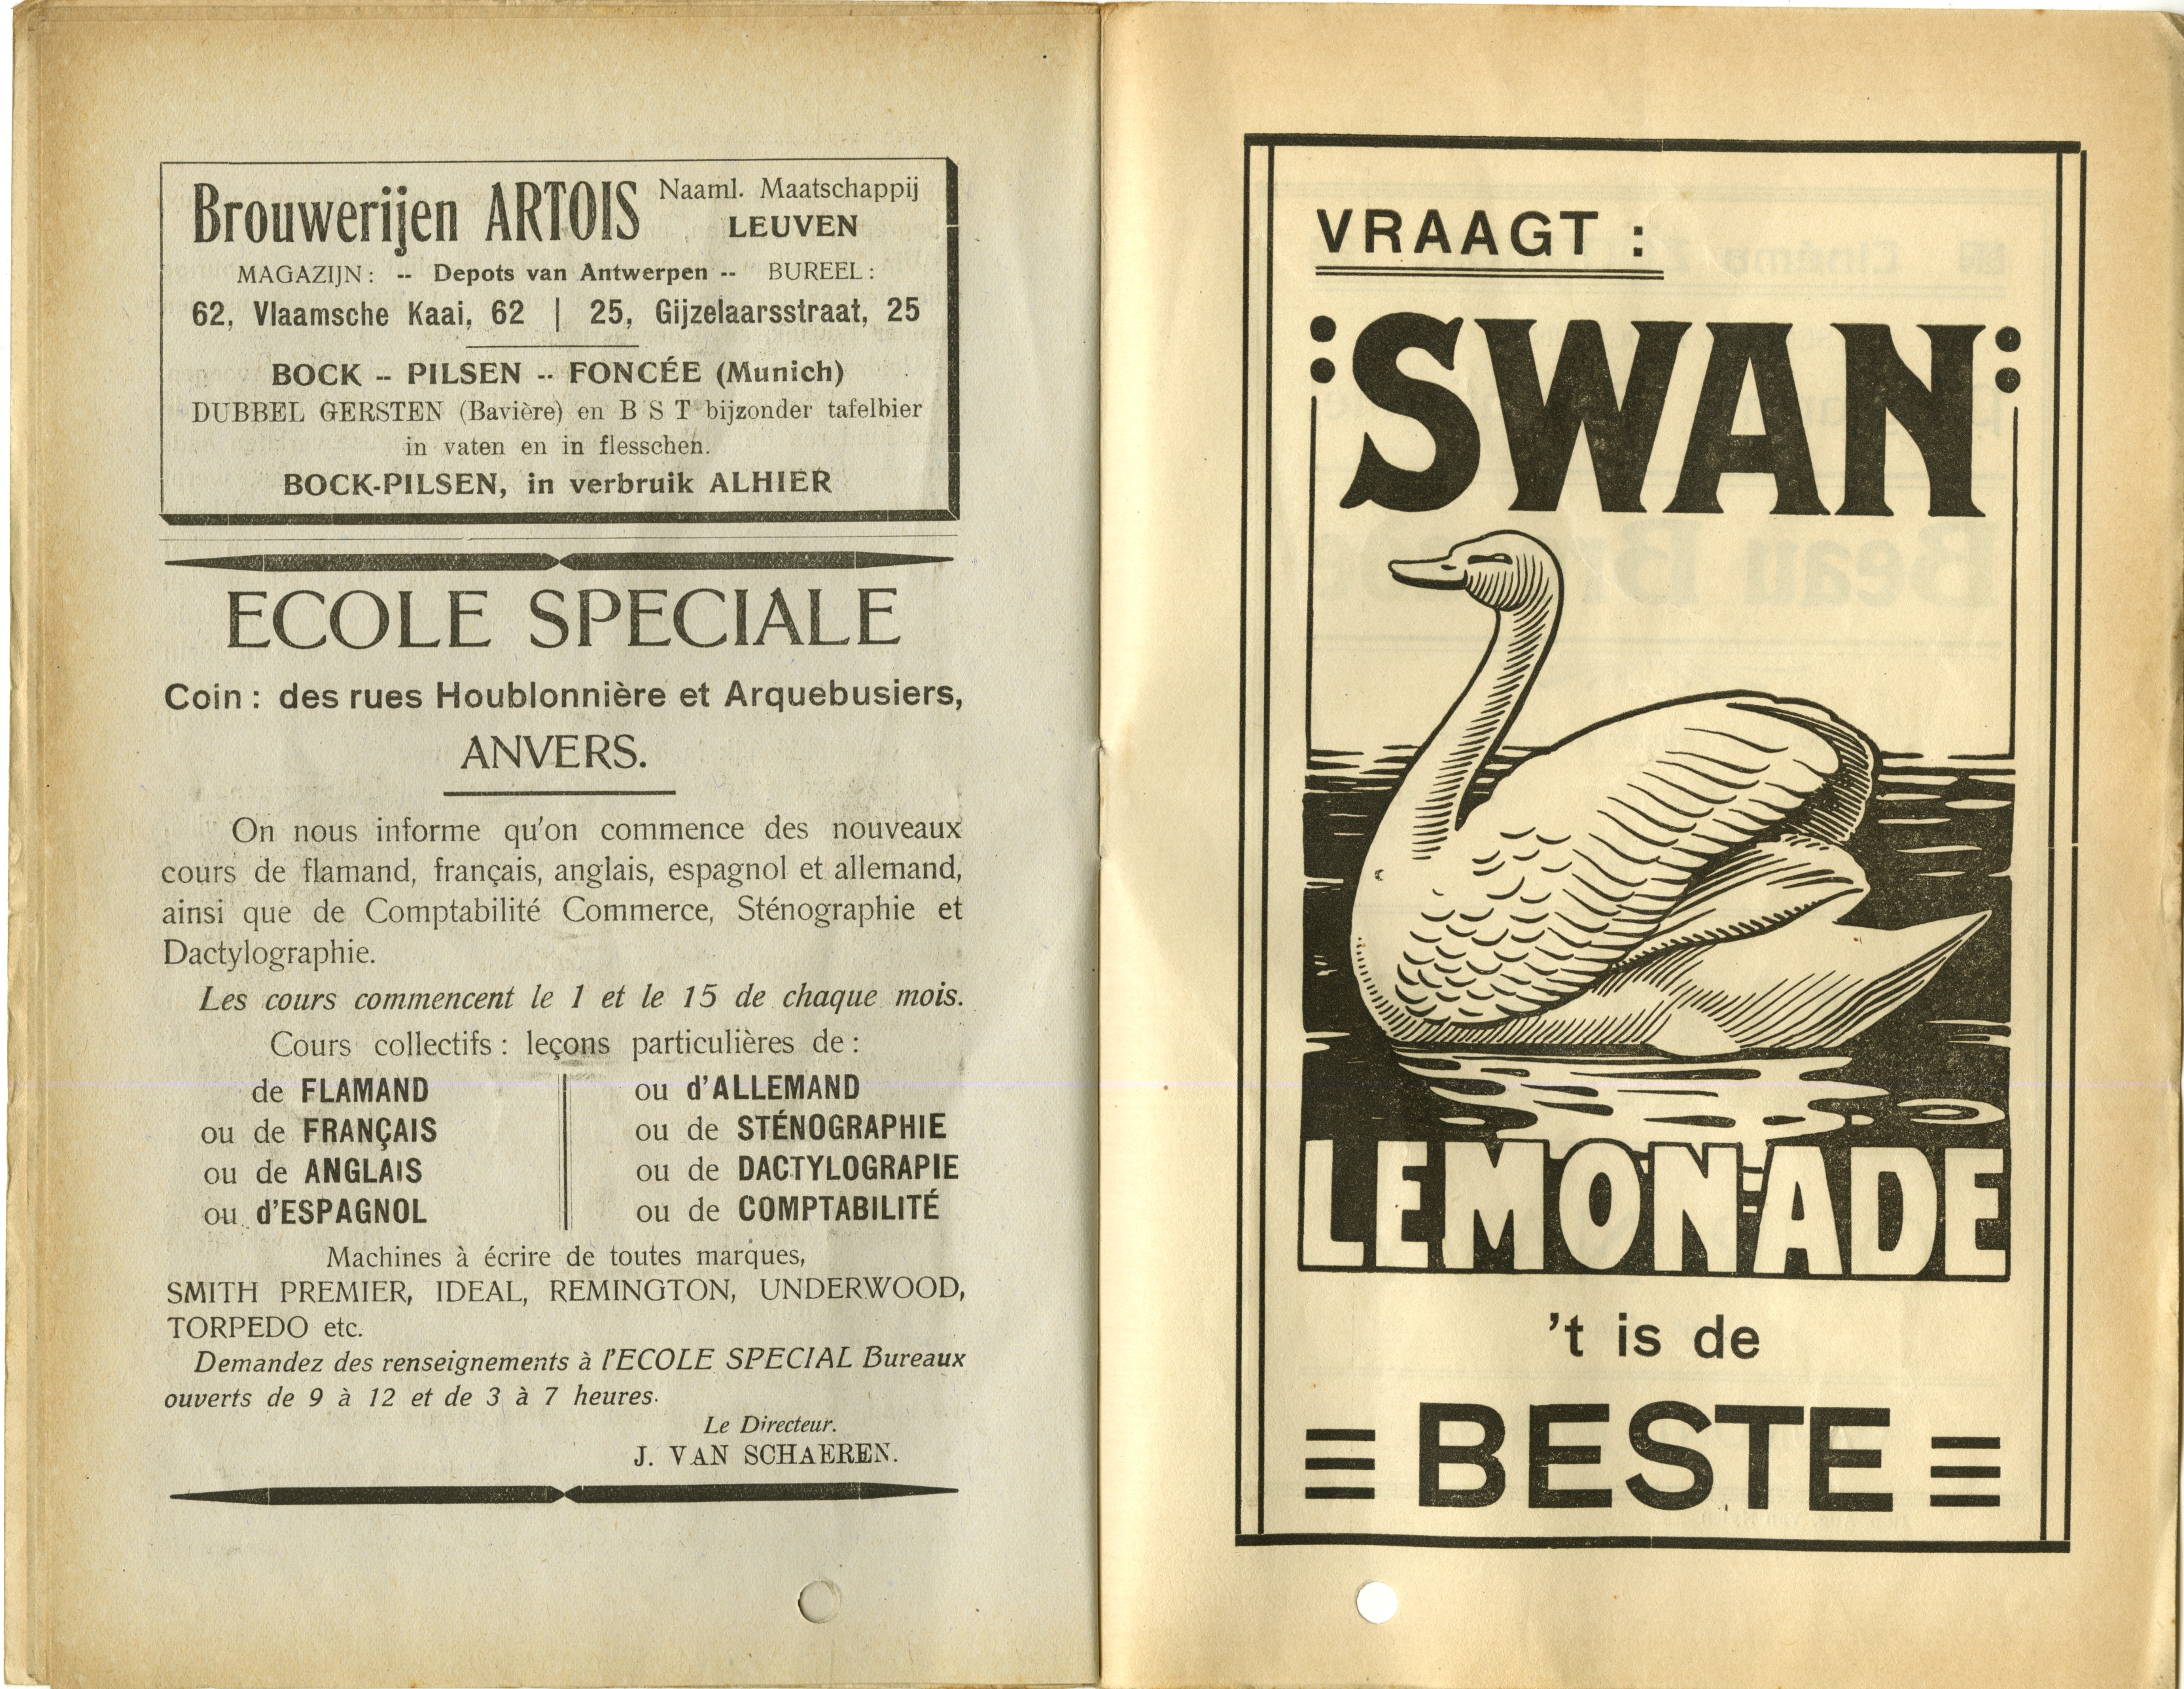 Brouwerijen ARTOIS Naaml. Maatschappij
LEUVEN
MAGAZIJN: -- Depots van Antwerpen -- BUREEL:
62, Vlaamsche Kaai, 62 | 25, Gijzelaarsstraat, 25
BOCK -- PILSEN -- FONCÉE (Munich)
DUBBEL GERSTEN (Bavière) en B S T bijzonder tafelbier
in vaten en in flesschen.
BOCK-PILSEN, in verbruik ALHIER
ECOLE SPECIALE
Coin: des rues Houblonnière et Arquebusiers,
ANVERS.
On nous informe qu'on commence des nouveaux
cours de flamand, français, anglais, espagnol et allemand,
ainsi que de Comptabilité Commerce, Sténographie et
Dactylographie.
Les cours commencent le 1 et le 15 de chaque mois.
Cours collectifs: leçons particulières de:
de FLAMAND
ou de FRANÇAIS
ou de ANGLAIS
ou d'ESPAGNOL
ou d'ALLEMAND
ou de STÉNOGRAPHIE
ou de DACTYLOGRAPIE
ou de COMPTABILITÉ
Machines à écrire de toutes marques,
SMITH PREMIER, IDEAL, REMINGTON, UNDERWOOD,
TORPEDO etc.
Demandez des renseignements à l'ECOLE SPECIAL Bureaux
ouverts de 9 à 12 et de 3 à 7 heures.
Le Directeur.
J. VAN SCHAEREN.
VRAAGT :
SWAN
LEMONADE
't is de
BESTE